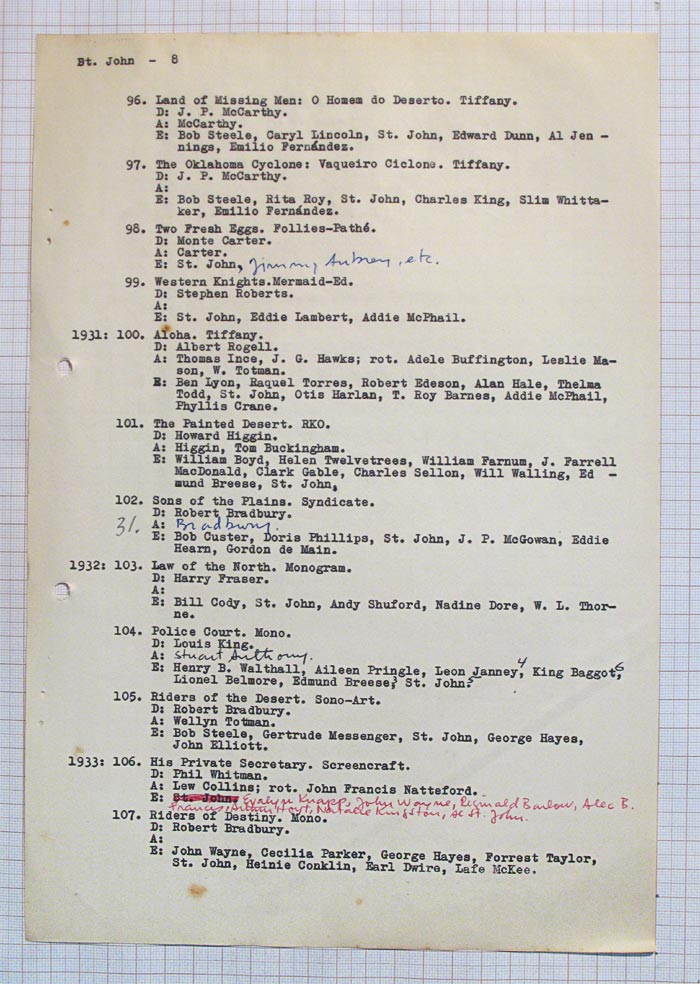 St. John - 8
96. Land of Missing Men: O Homem do Deserto. Tiffany.
D: J. P. McCarthy.
A: McCarthy.
E: Bob Steele, Caryl Lincoln, St. John, Edward Dunn, Al Jen -
nings, Emilio Fernández.
97. The Oklahoma Cyclone: Vaqueiro Ciclone. Tiffany.
D: J. P. McCarthy.
A:
E: Bob Steele, Rita Roy, St. John, Charles King, Slim Whitta-
ker, Emilio Fernández.
98. Two Fresh Eggs. Follies-Pathé.
D: Monte Carter.
A: Carter.
E: St. John, Jimmy Aubrey, etc.
99. Western Knights.Mermaid-Ed.
D: Stephen Roberts.
A:
E: St. John, Eddie Lambert, Addie McPhail.
1931: 100. Aloha. Tiffany.
D: Albert Rogell.
A: Thomas Ince, J. G. Hawks; rot. Adele Buffington, Leslie Ma-
son, W. Totman.
E: Ben Lyon, Raquel Torres, Robert Edeson, Alan Hale, Thelma
Todd, St. John, Otis Harlan, T. Roy Barnes, Addie McPhail,
Phyllis Crane.
101. The Painted Desert. RKO.
D: Howard Higgin.
A: Higgin, Tom Buckingham.
E: William Boyd, Helen Twelvetrees, William Farnum, J. Farrell
MacDonald, Clark Gable, Charles Sellon, Will Walling, Ed -
mund Breese, St. John.
102. Sons of the Plains. Syndicate.
D: Robert Bradbury.
31. A: Bradbury.
E: Bob Custer, Doris Phillips, St. John, J. P. McGowan, Eddie
Hearn, Gordon de Main.
1932: 103. Law of the North. Monogram.
D: Harry Fraser.
A:
E: Bill Cody, St. John, Andy Shuford, Nadine Dore, W. L. Thor-
ne.
104. Police Court. Mono.
D: Louis King.
A: Stuart Anthony.
E: Henry B. Walthall, Aileen Pringle, Leon Janney,4 King Baggot,6
Lionel Belmore, Edmund Breese,3 St. John.5
105. Riders of the Desert. Sono-Art.
D: Robert Bradbury.
A: Wellyn Totman.
E: Bob Steele, Gertrude Messenger, St. John, George Hayes,
John Elliott.
1933: 106. His Private Secretary. Screencraft.
D: Phil Whitman.
A: Lew Collins; rot. John Francis Natteford.
E: St. John, Evalyn Knapp, John Wayne, Reginald Barlow, Alec B.
Francis, Arthur Hoyt, Natalie Kingston, Al St. John.
107. Riders of Destiny. Mono.
D: Robert Bradbury.
A:
E: John Wayne, Cecilia Parker, George Hayes, Forrest Taylor,
St. John, Heinie Conklin, Earl Dwire, Lafe McKee.